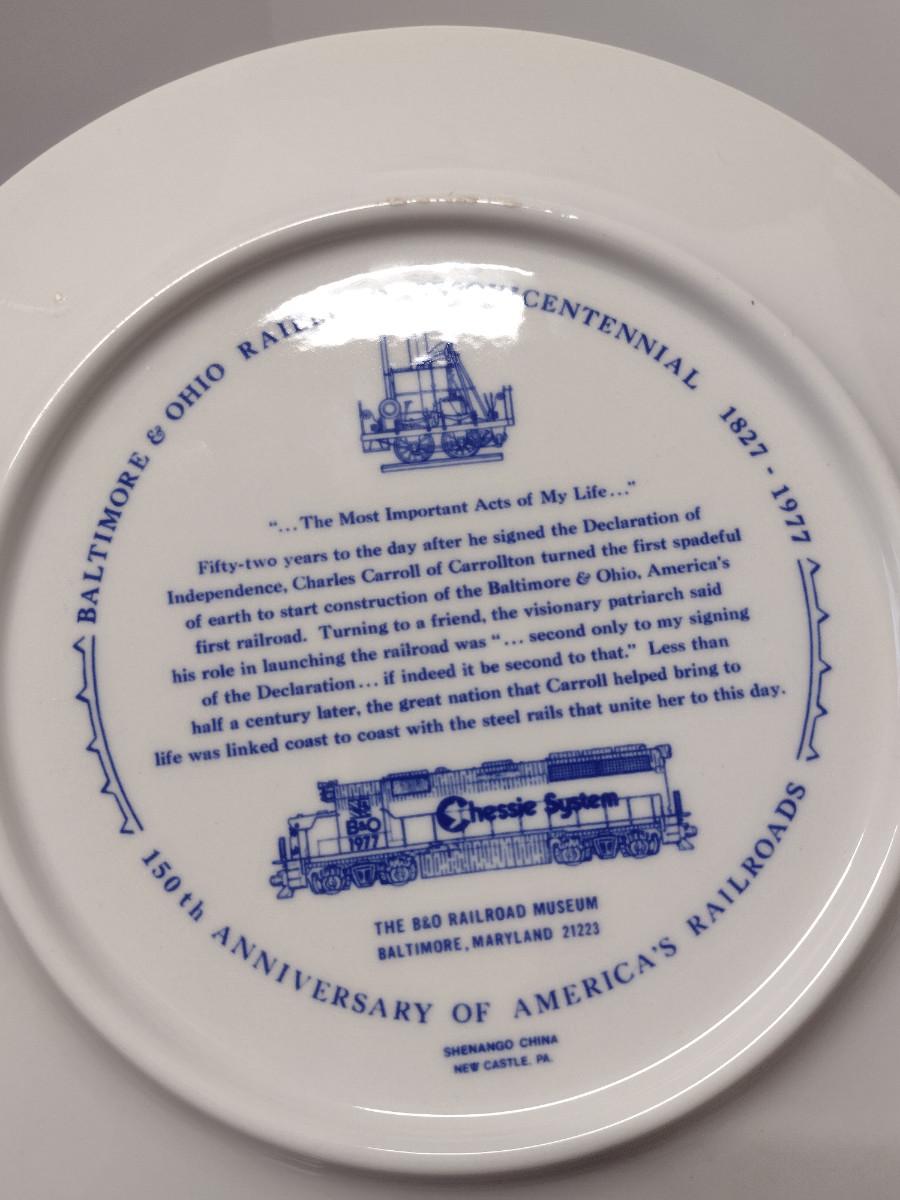 BALTIMORE & OHIO CENTENNIAL 1827 - 1977
"...The Most Important Acts of My Life..."
Fifty-two years to the day after he signed the Declaration of
Independence, Charles Carroll of Carrollton turned the first spadeful
of earth to start construction of the Baltimore & Ohio, America's
first railroad. Turning to a friend, the visionary patriarch said
his role in launching the railroad was "... second only to my signing
of the Declaration... if indeed it be second to that." Less than
half a century later, the great nation that Carroll helped bring to
life was linked coast to coast with the steel rails that unite her to this day.
Chessie System
B&O
1977
THE B&O RAILROAD MUSEUM
BALTIMORE, MARYLAND 21223
150th ANNIVERSARY OF AMERICA'S RAILROADS
SHENANGO CHINA
NEW CASTLE, PA.